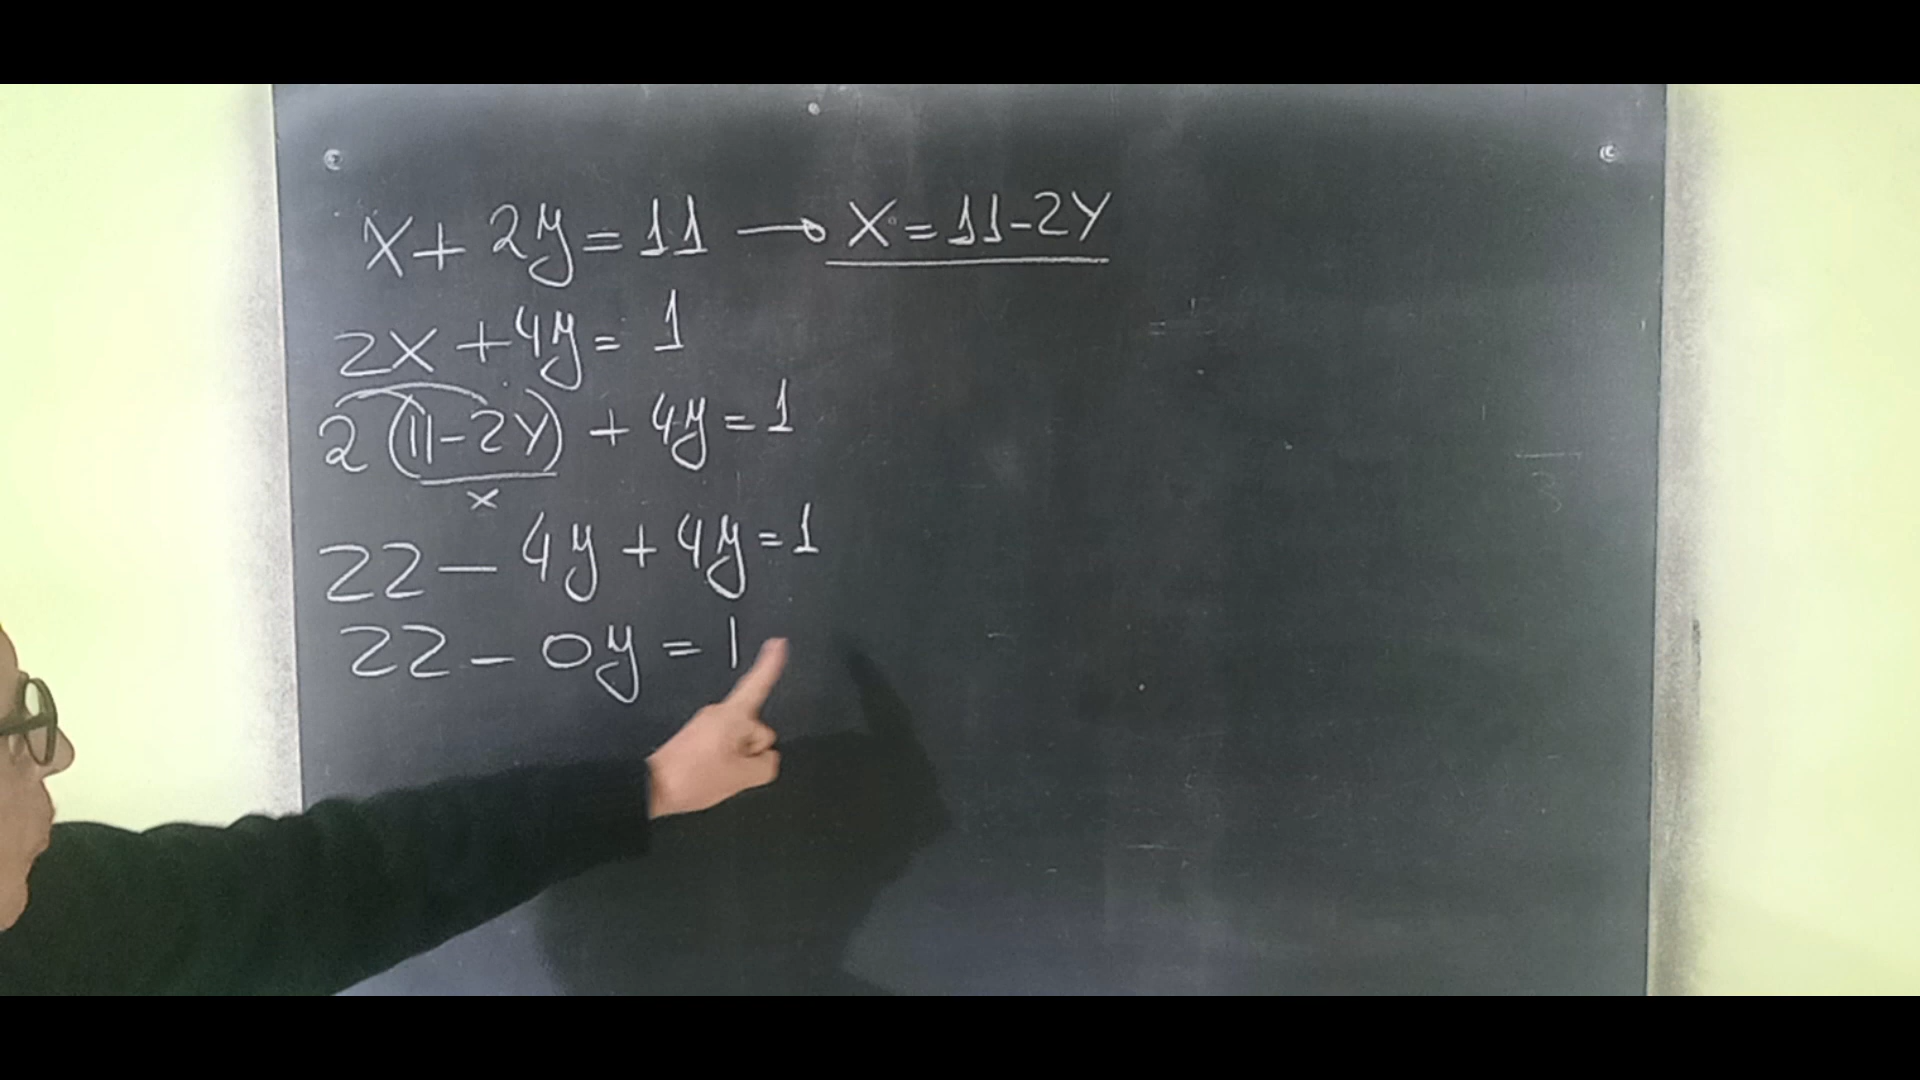 x + 2y = 11 → x = 11 - 2y
2x + 4y = 1
2 (11 - 2y) + 4y = 1
x
22 - 4y + 4y = 1
22 - 0y = 1